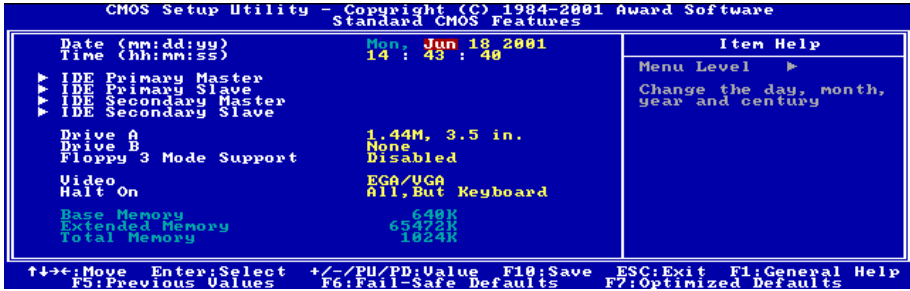 CMOS Setup Utility - Copyright (C) 1984-2001 Award Software
Standard CMOS Features
Date (mm:dd:yy) Mon, Jun 18 2001
Time (hh:mm:ss) 14 : 43 : 40
► IDE Primary Master
► IDE Primary Slave
► IDE Secondary Master
► IDE Secondary Slave
Drive A 1.44M, 3.5 in.
Drive B None
Floppy 3 Mode Support Disabled
Video EGA/VGA
Halt On All,But Keyboard
Base Memory 640K
Extended Memory 65472K
Total Memory 1024K
Item Help
Menu Level ►
Change the day, month,
year and century
↑↓→←:Move Enter:Select +/-/PU/PD:Value F10:Save ESC:Exit F1:General Help
F5:Previous Values F6:Fail-Safe Defaults F7:Optimized Defaults